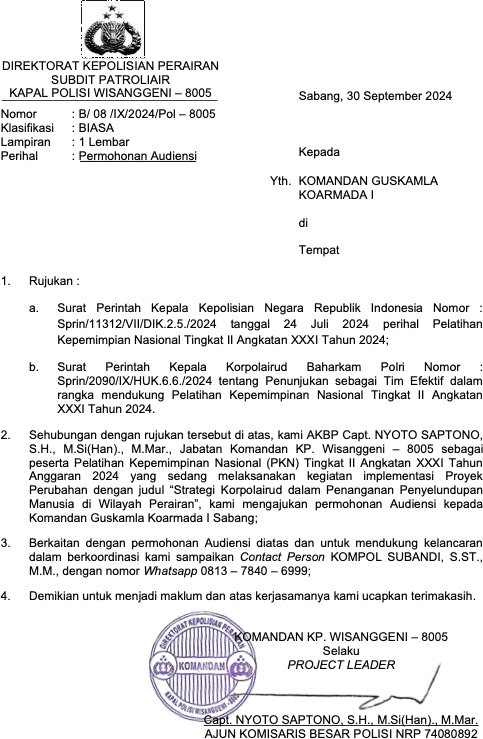 DIREKTORAT KEPOLISIAN PERAIRAN
SUBDIT PATROLIAIR
KAPAL POLISI WISANGGENI – 8005
Sabang, 30 September 2024
Nomor : B/ 08 /IX/2024/Pol – 8005
Klasifikasi : BIASA
Lampiran : 1 Lembar
Perihal : Permohonan Audiensi
Kepada
Yth. KOMANDAN GUSKAMLA
KOARMADA I
di
Tempat
1. Rujukan :
a. Surat Perintah Kepala Kepolisian Negara Republik Indonesia Nomor :
Sprin/11312/VII/DIK.2.5./2024 tanggal 24 Juli 2024 perihal Pelatihan
Kepemimpian Nasional Tingkat II Angkatan XXXI Tahun 2024;
b. Surat Perintah Kepala Korpolairud Baharkam Polri Nomor :
Sprin/2090/IX/HUK.6.6./2024 tentang Penunjukan sebagai Tim Efektif dalam
rangka mendukung Pelatihan Kepemimpinan Nasional Tingkat II Angkatan
XXXI Tahun 2024.
2. Sehubungan dengan rujukan tersebut di atas, kami AKBP Capt. NYOTO SAPTONO,
S.H., M.Si(Han)., M.Mar., Jabatan Komandan KP. Wisanggeni – 8005 sebagai
peserta Pelatihan Kepemimpinan Nasional (PKN) Tingkat II Angkatan XXXI Tahun
Anggaran 2024 yang sedang melaksanakan kegiatan implementasi Proyek
Perubahan dengan judul “Strategi Korpolairud dalam Penanganan Penyelundupan
Manusia di Wilayah Perairan”, kami mengajukan permohonan Audiensi kepada
Komandan Guskamla Koarmada I Sabang;
3. Berkaitan dengan permohonan Audiensi diatas dan untuk mendukung kelancaran
dalam berkoordinasi kami sampaikan Contact Person KOMPOL SUBANDI, S.ST.,
M.M., dengan nomor Whatsapp 0813 – 7840 – 6999;
4. Demikian untuk menjadi maklum dan atas kerjasamanya kami ucapkan terimakasih.
KOMANDAN KP. WISANGGENI – 8005
Selaku
PROJECT LEADER
DIREKTORAT KEPOLISIAN PERAIRAN
KOMANDAN
KAPAL POLISI WISANGGENI - 8005
Capt. NYOTO SAPTONO, S.H., M.Si(Han)., M.Mar.
AJUN KOMISARIS BESAR POLISI NRP 74080892